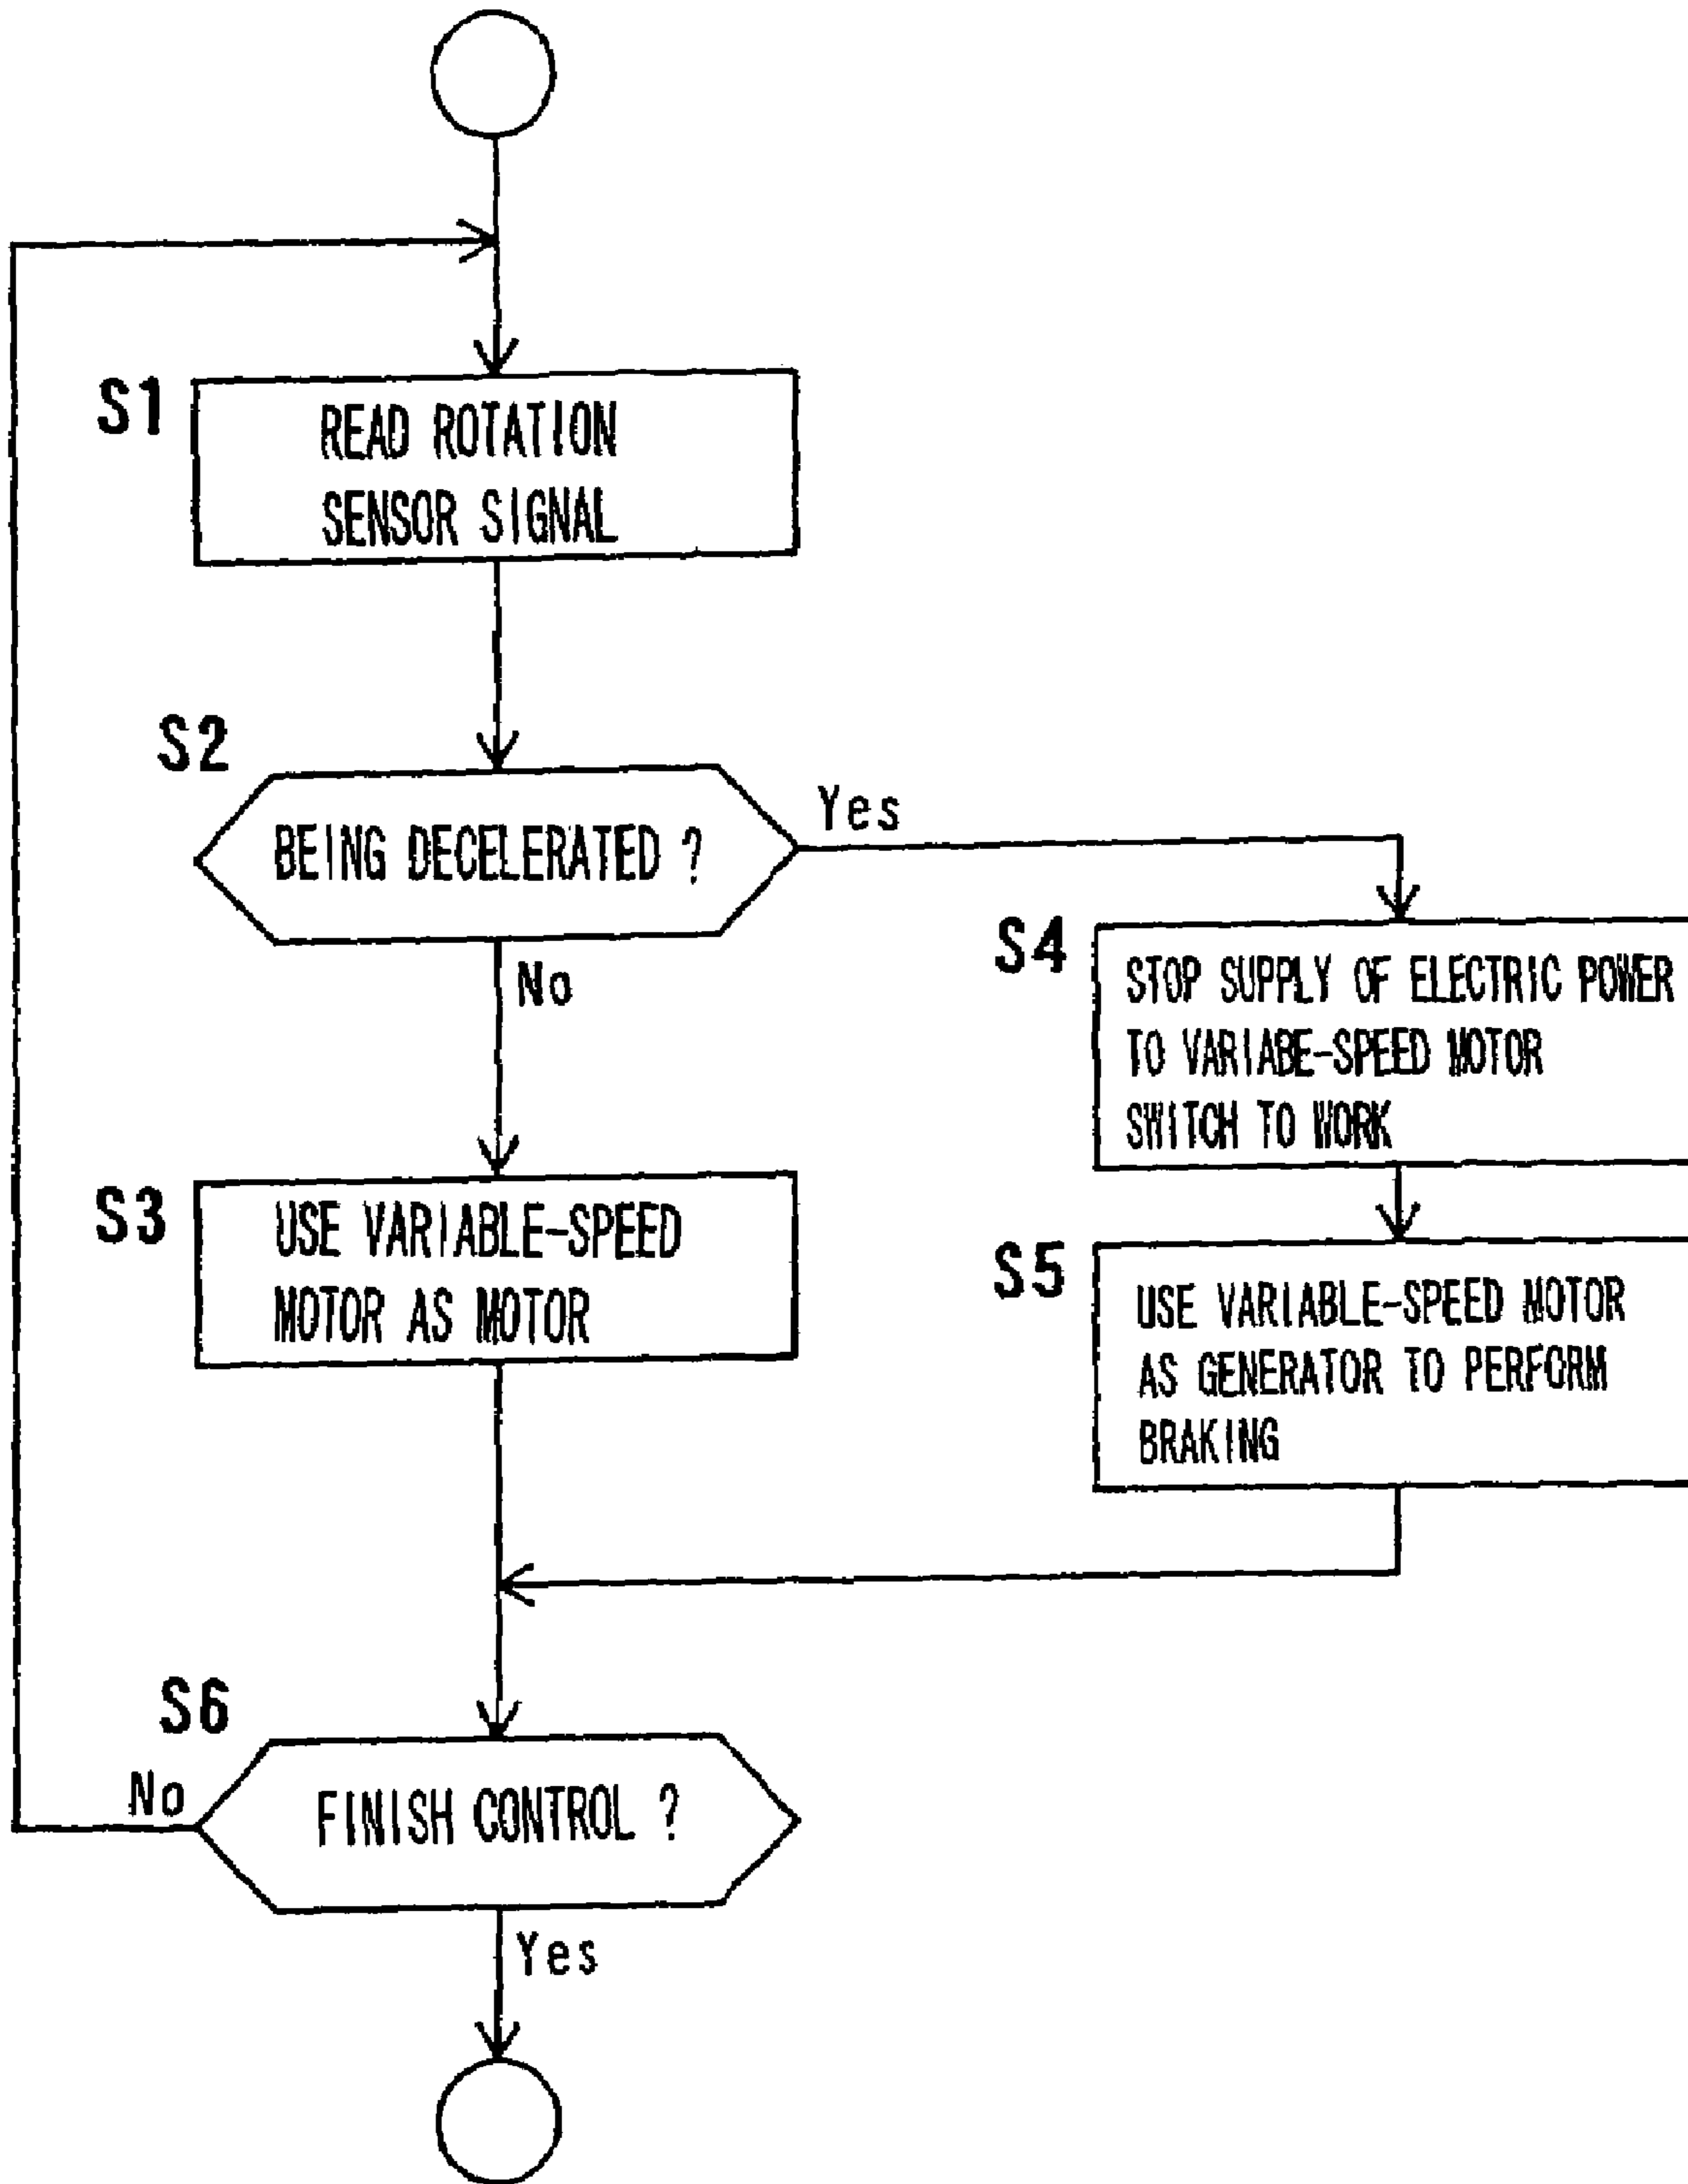 S1
READ ROTATION
SENSOR SIGNAL
S2
BEING DECELERATED ?
Yes
No
S4
STOP SUPPLY OF ELECTRIC POWER
TO VARIABE-SPEED MOTOR
SWITCH TO WORK
S3
USE VARIABLE-SPEED
MOTOR AS MOTOR
S5
USE VARIABLE-SPEED MOTOR
AS GENERATOR TO PERFORM
BRAKING
S6
No
FINISH CONTROL ?
Yes